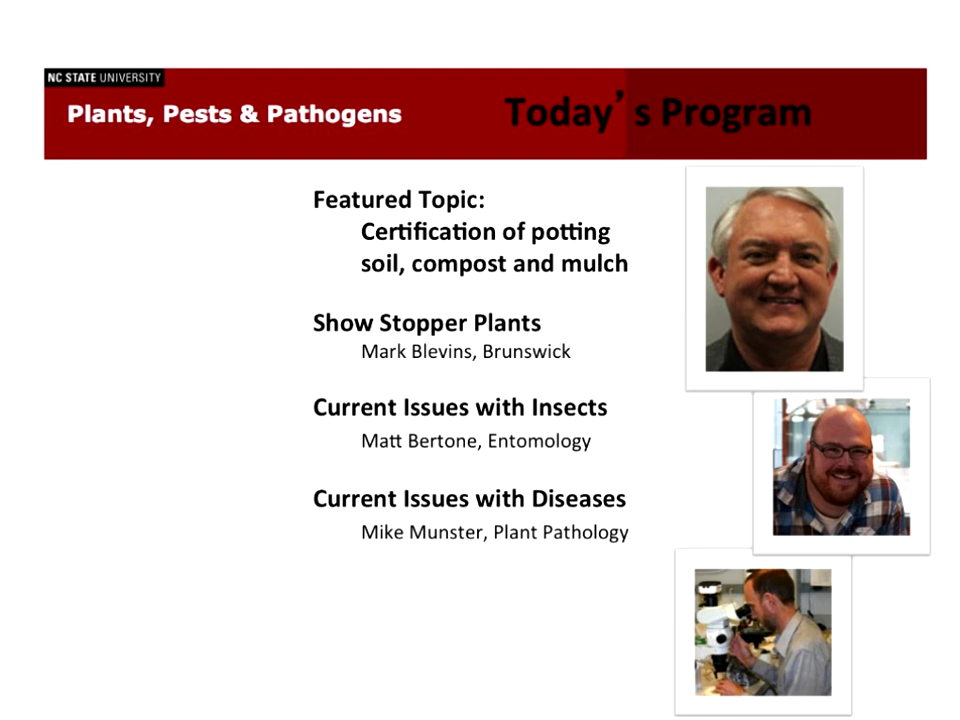 NC STATE UNIVERSITY
Plants, Pests & Pathogens
Today's Program
Featured Topic:
Certification of potting
soil, compost and mulch
Show Stopper Plants
Mark Blevins, Brunswick
Current Issues with Insects
Matt Bertone, Entomology
Current Issues with Diseases
Mike Munster, Plant Pathology